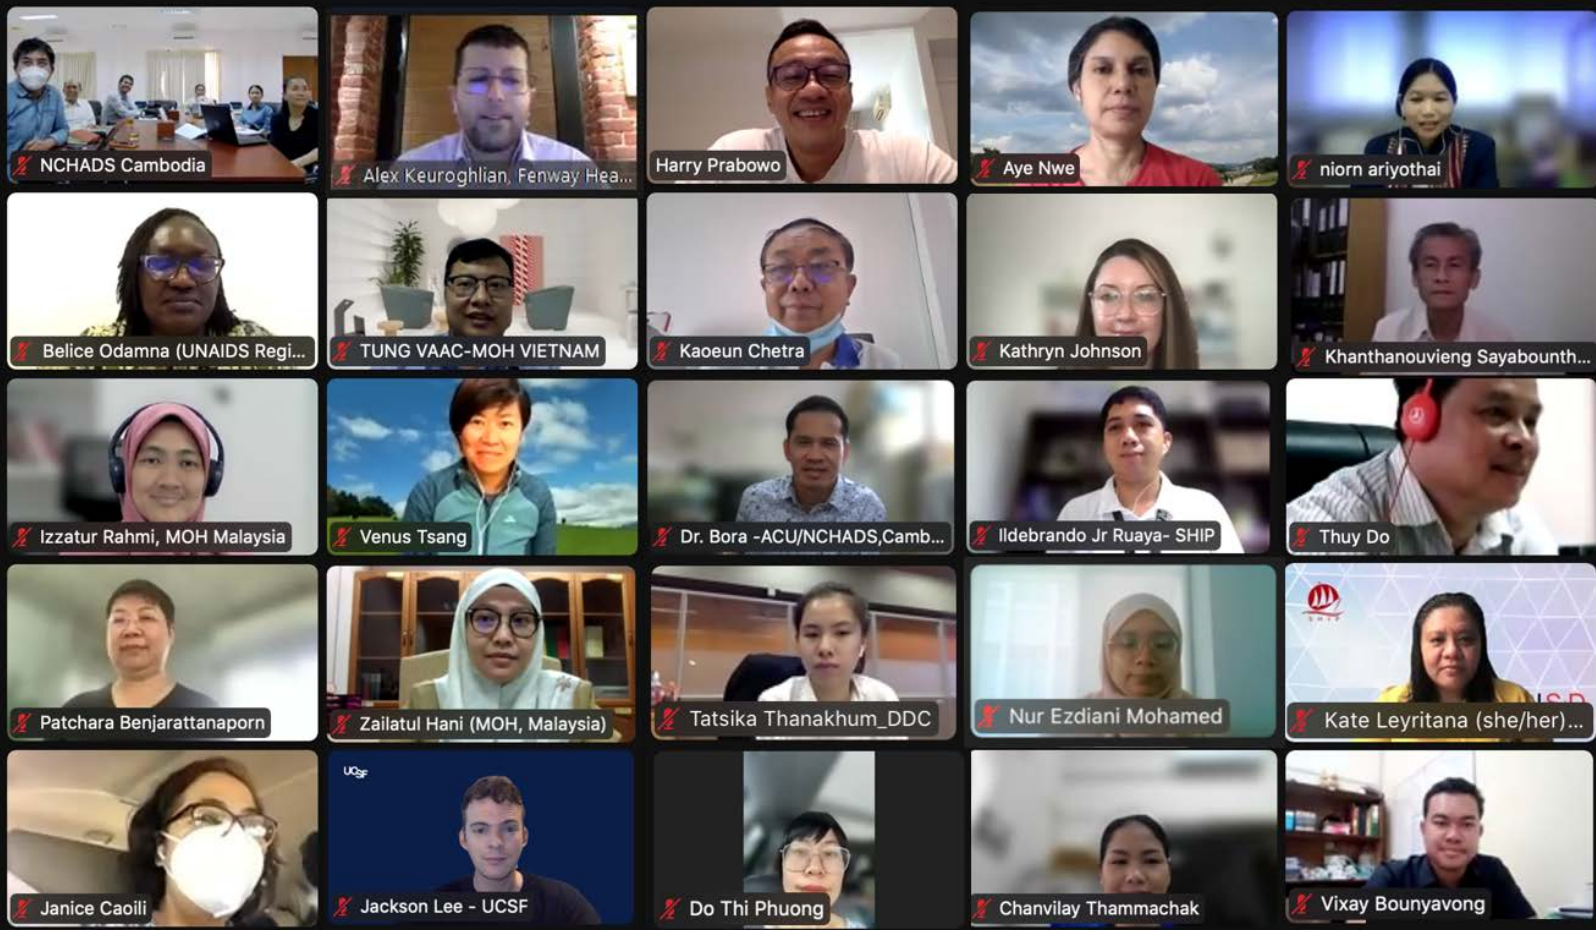 NCHADS Cambodia
Alex Keuroghlian, Fenway Hea...
Harry Prabowo
Aye Nwe
niorn ariyothai
Belice Odamna (UNAIDS Regi...
TUNG VAAC-MOH VIETNAM
Kaoeun Chetra
Kathryn Johnson
Khanthanouvieng Sayabounth...
Izzatur Rahmi, MOH Malaysia
Venus Tsang
Dr. Bora -ACU/NCHADS,Camb...
Ildebrando Jr Ruaya- SHIP
Thuy Do
Patchara Benjarattanaporn
Zailatul Hani (MOH, Malaysia)
Tatsika Thanakhum_DDC
Nur Ezdiani Mohamed
SHIP
Kate Leyritana (she/her)...
Janice Caoili
UCSF
Jackson Lee - UCSF
Do Thi Phuong
Chanvilay Thammachak
Vixay Bounyavong